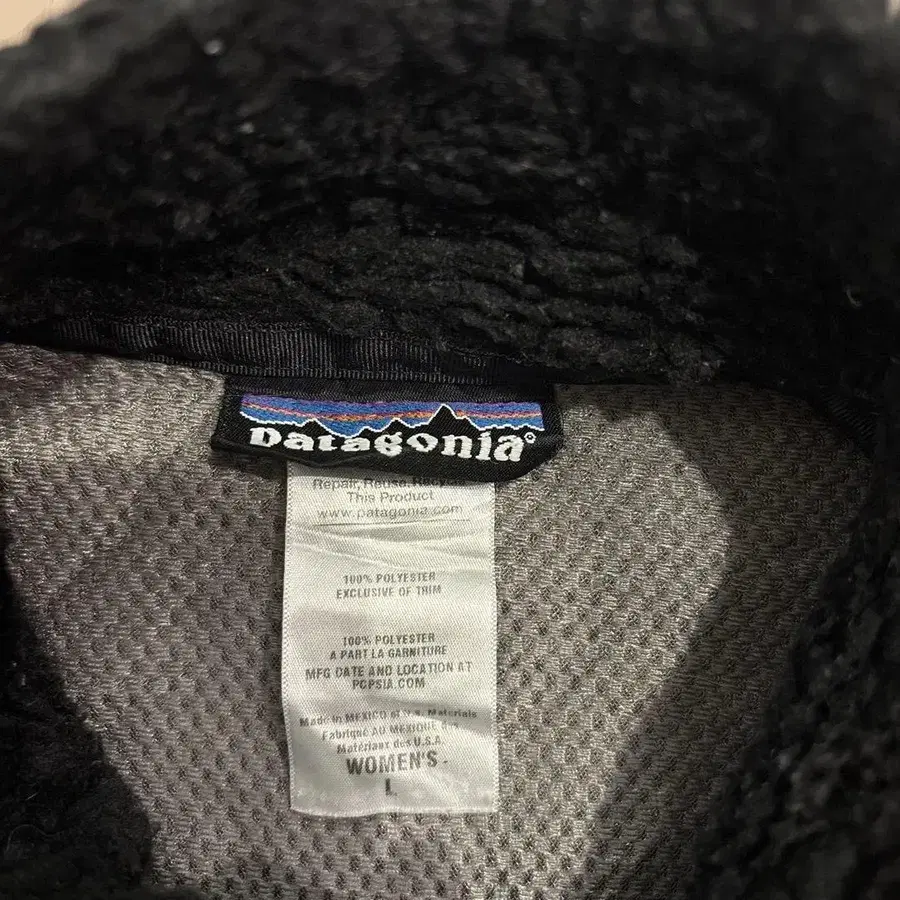 patagonia®
Repair, Reuse, Recycle
This Product
www.patagonia.com
100% POLYESTER
EXCLUSIVE OF TRIM
100% POLYESTER
A PART LA GARNITURE
MFG DATE AND LOCATION AT
PCPSIA.COM
Made in MEXICO of U.S. Materials
Fabriqué AU MEXIQUE
Matériaux des U.S.A.
WOMEN'S
L